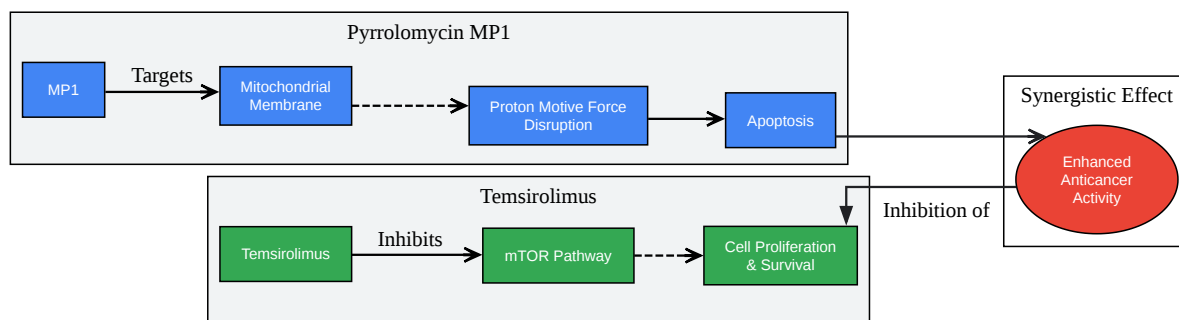 Pyrrolomycin MP1
MP1
Targets
Mitochondrial
Membrane
Proton Motive Force
Disruption
Apoptosis
Synergistic Effect
Enhanced
Anticancer
Activity
Temsirolimus
Temsirolimus
Inhibits
mTOR Pathway
Cell Proliferation
& Survival
Inhibition of